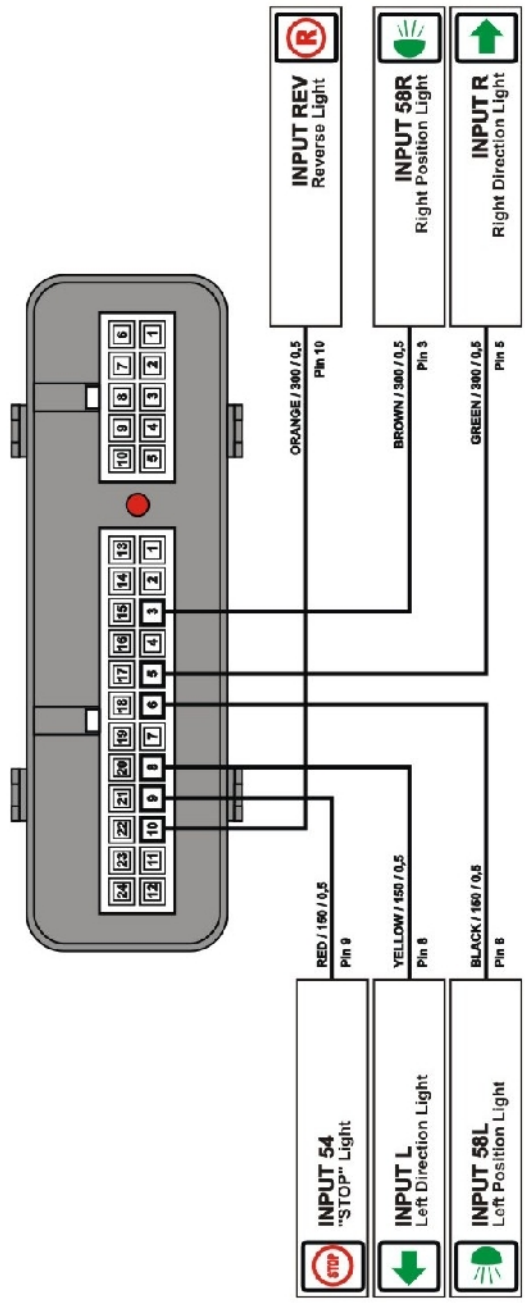 24 23 22 21 20 19 18 17 16 15 14 13
12 11 10 9 8 7 6 5 4 3 2 1
10 9 8 7 6
5 4 3 2 1
STOP
INPUT 54
"STOP" Light
RED / 150 / 0,5
Pin 9
ORANGE / 300 / 0,5
Pin 10
INPUT REV
Reverse Light
R
INPUT L
Left Direction Light
YELLOW / 150 / 0,5
Pin 8
BROWN / 300 / 0,5
Pin 3
INPUT 58R
Right Position Light
INPUT 58L
Left Position Light
BLACK / 150 / 0,5
Pin 6
GREEN / 300 / 0,5
Pin 5
INPUT R
Right Direction Light